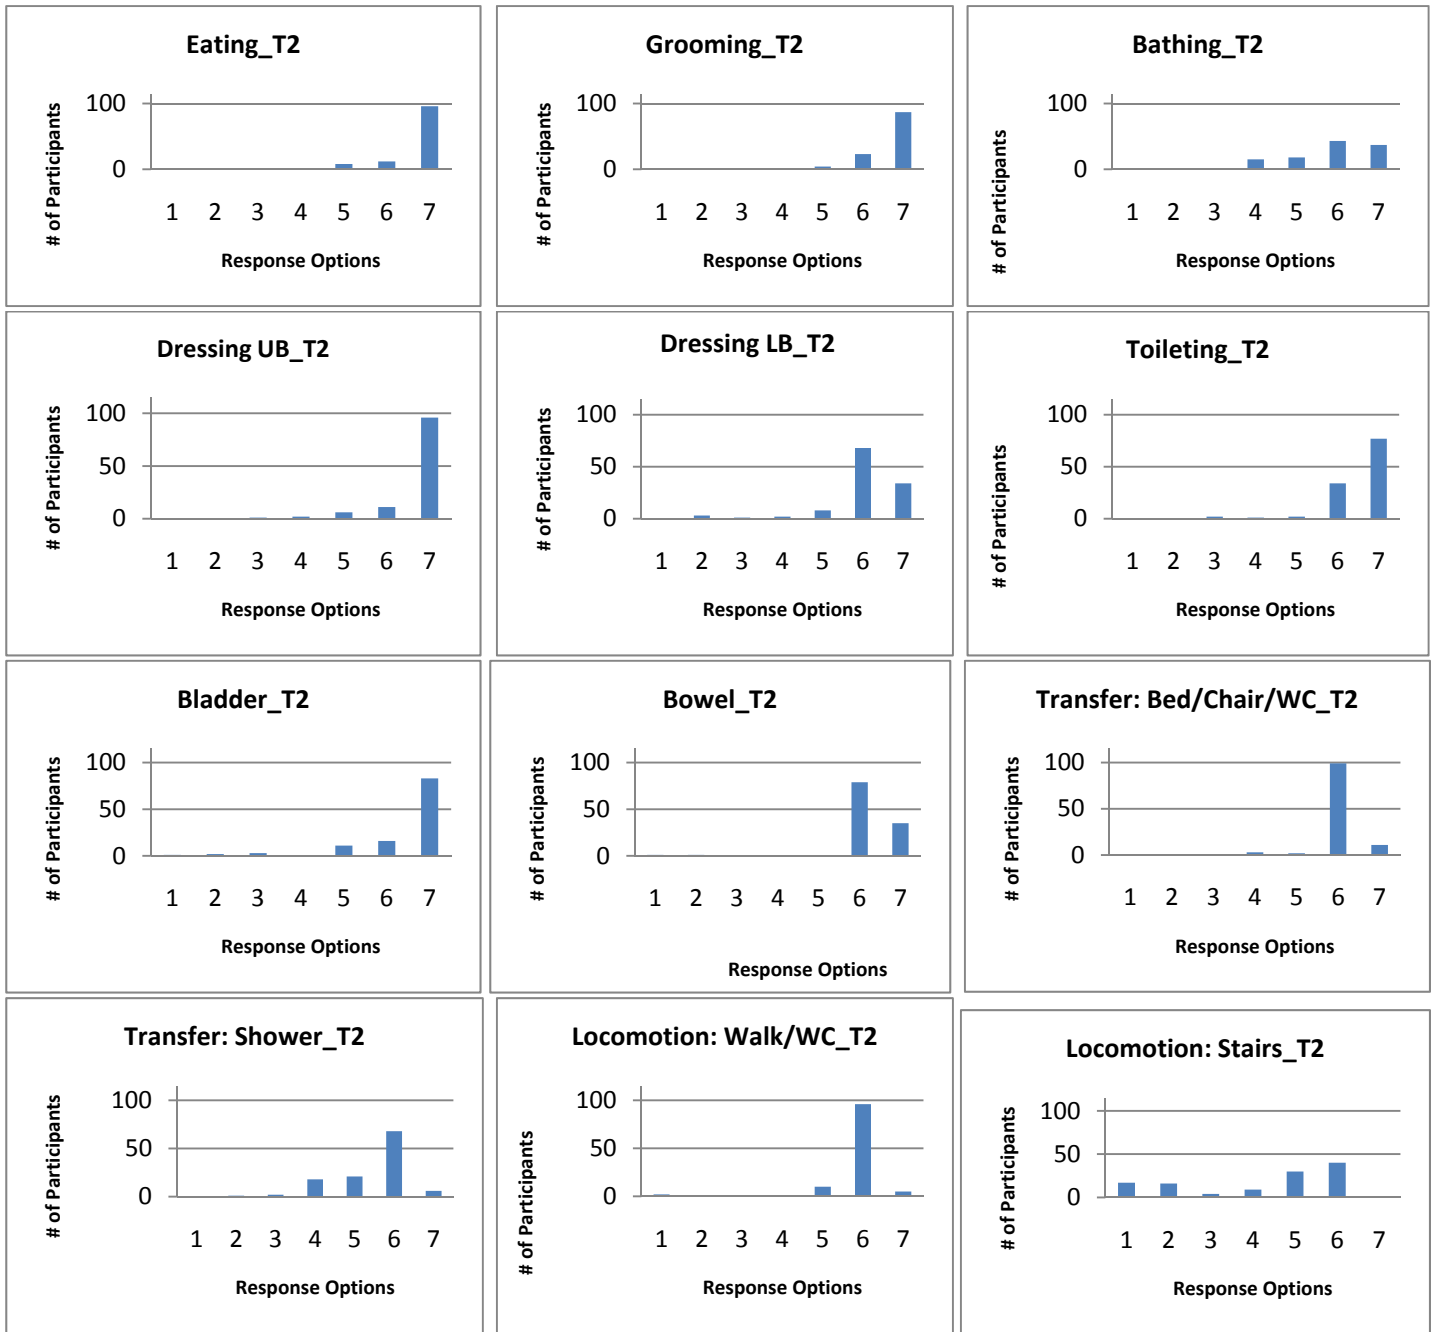 Eating_T2
# of Participants
100
0
1 2 3 4 5 6 7
Response Options
Grooming_T2
# of Participants
100
0
1 2 3 4 5 6 7
Response Options
Bathing_T2
# of Participants
100
0
1 2 3 4 5 6 7
Response Options
Dressing UB_T2
# of Participants
100
50
0
1 2 3 4 5 6 7
Response Options
Dressing LB_T2
# of Participants
100
50
0
1 2 3 4 5 6 7
Response Options
Toileting_T2
# of Participants
100
50
0
1 2 3 4 5 6 7
Response Options
Bladder_T2
# of Participants
100
50
0
1 2 3 4 5 6 7
Response Options
Bowel_T2
# of Participants
100
50
0
1 2 3 4 5 6 7
Response Options
Transfer: Bed/Chair/WC_T2
# of Participants
100
50
0
1 2 3 4 5 6 7
Response Options
Transfer: Shower_T2
# of Participants
100
50
0
1 2 3 4 5 6 7
Response Options
Locomotion: Walk/WC_T2
# of Participants
100
50
0
1 2 3 4 5 6 7
Response Options
Locomotion: Stairs_T2
# of Participants
100
50
0
1 2 3 4 5 6 7
Response Options